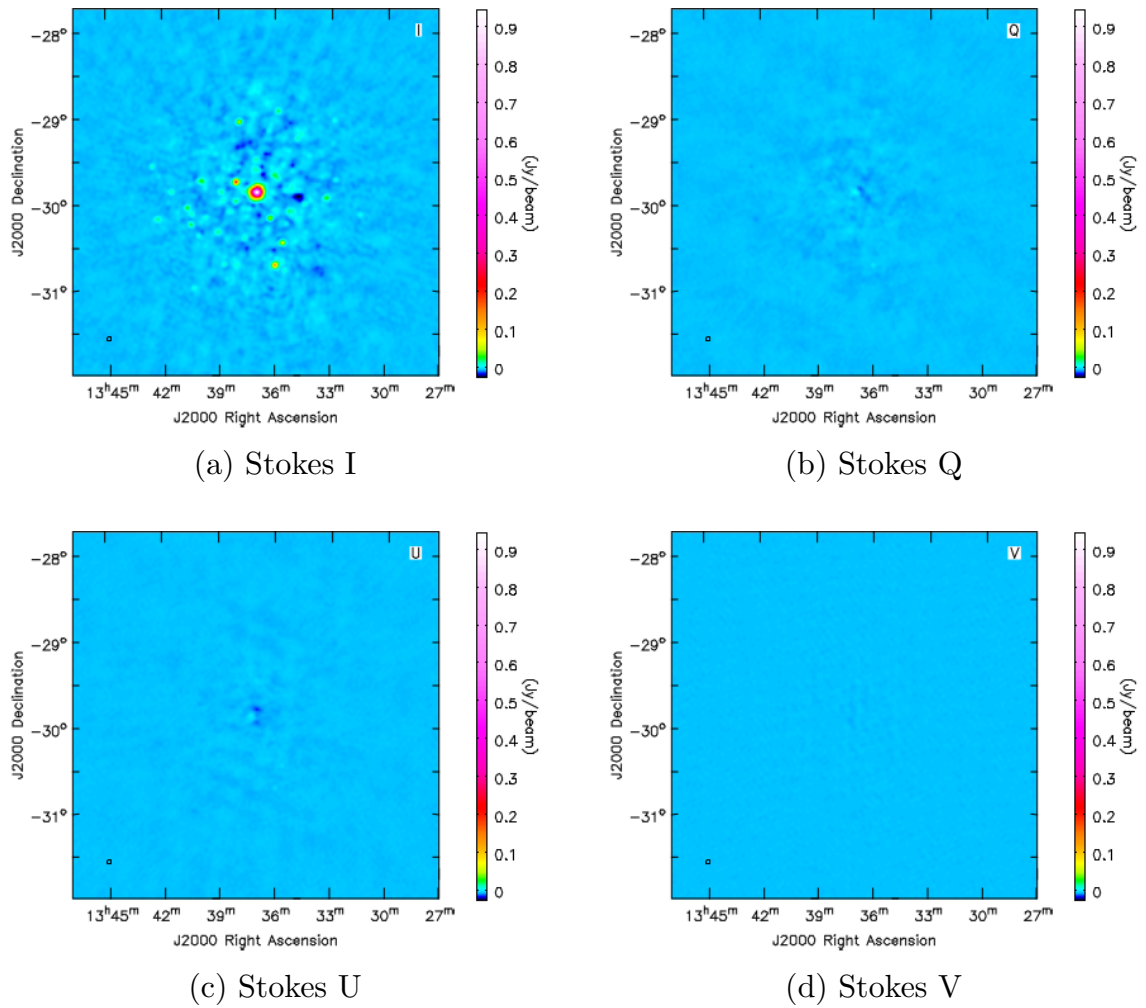 I
J2000 Declination
−28°
−29°
−30°
−31°
13ʰ45ᵐ 42ᵐ 39ᵐ 36ᵐ 33ᵐ 30ᵐ 27ᵐ
J2000 Right Ascension
0.9
0.8
0.7
0.6
0.5
0.4
0.3
0.2
0.1
0
(Jy/beam)
(a) Stokes I
Q
J2000 Declination
−28°
−29°
−30°
−31°
13ʰ45ᵐ 42ᵐ 39ᵐ 36ᵐ 33ᵐ 30ᵐ 27ᵐ
J2000 Right Ascension
0.9
0.8
0.7
0.6
0.5
0.4
0.3
0.2
0.1
0
(Jy/beam)
(b) Stokes Q
U
J2000 Declination
−28°
−29°
−30°
−31°
13ʰ45ᵐ 42ᵐ 39ᵐ 36ᵐ 33ᵐ 30ᵐ 27ᵐ
J2000 Right Ascension
0.9
0.8
0.7
0.6
0.5
0.4
0.3
0.2
0.1
0
(Jy/beam)
(c) Stokes U
V
J2000 Declination
−28°
−29°
−30°
−31°
13ʰ45ᵐ 42ᵐ 39ᵐ 36ᵐ 33ᵐ 30ᵐ 27ᵐ
J2000 Right Ascension
0.9
0.8
0.7
0.6
0.5
0.4
0.3
0.2
0.1
0
(Jy/beam)
(d) Stokes V